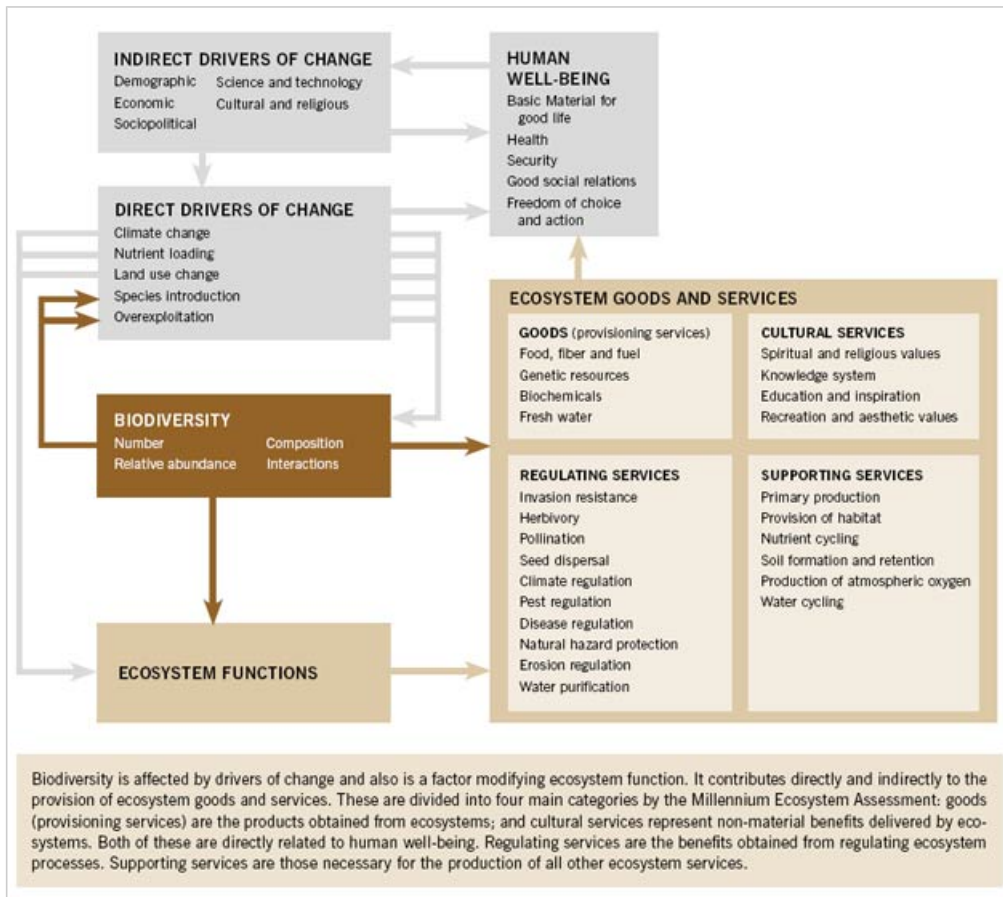 INDIRECT DRIVERS OF CHANGE
Demographic Science and technology
Economic Cultural and religious
Sociopolitical
HUMAN
WELL-BEING
Basic Material for
good life
Health
Security
Good social relations
Freedom of choice
and action
DIRECT DRIVERS OF CHANGE
Climate change
Nutrient loading
Land use change
Species introduction
Overexploitation
BIODIVERSITY
Number Composition
Relative abundance Interactions
ECOSYSTEM FUNCTIONS
ECOSYSTEM GOODS AND SERVICES
GOODS (provisioning services)
Food, fiber and fuel
Genetic resources
Biochemicals
Fresh water
CULTURAL SERVICES
Spiritual and religious values
Knowledge system
Education and inspiration
Recreation and aesthetic values
REGULATING SERVICES
Invasion resistance
Herbivory
Pollination
Seed dispersal
Climate regulation
Pest regulation
Disease regulation
Natural hazard protection
Erosion regulation
Water purification
SUPPORTING SERVICES
Primary production
Provision of habitat
Nutrient cycling
Soil formation and retention
Production of atmospheric oxygen
Water cycling
Biodiversity is affected by drivers of change and also is a factor modifying ecosystem function. It contributes directly and indirectly to the
provision of ecosystem goods and services. These are divided into four main categories by the Millennium Ecosystem Assessment: goods
(provisioning services) are the products obtained from ecosystems; and cultural services represent non-material benefits delivered by eco-
systems. Both of these are directly related to human well-being. Regulating services are the benefits obtained from regulating ecosystem
processes. Supporting services are those necessary for the production of all other ecosystem services.